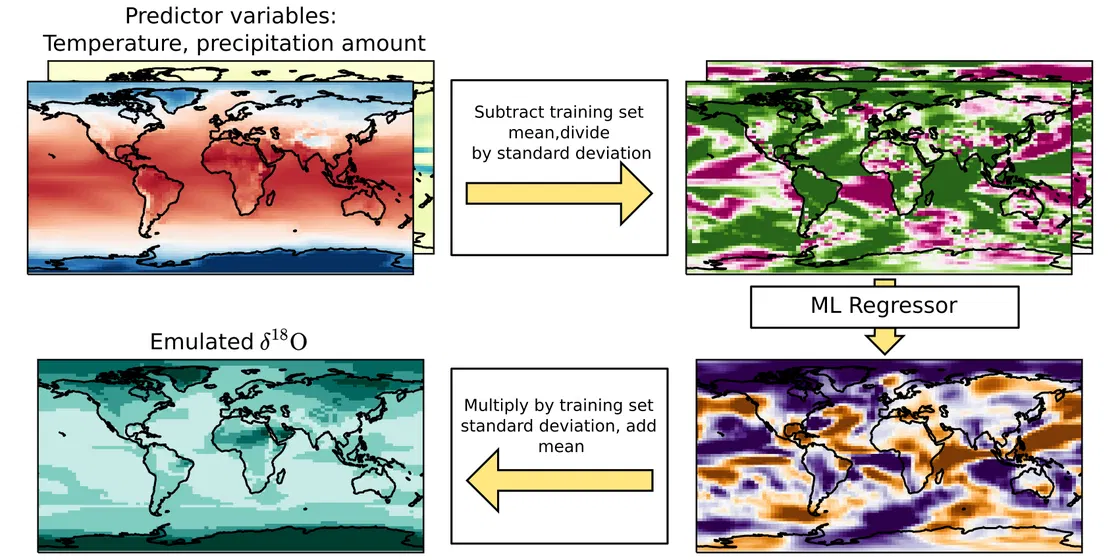 Predictor variables:
Temperature, precipitation amount
Subtract training set
mean,divide
by standard deviation
ML Regressor
Emulated δ¹⁸O
Multiply by training set
standard deviation, add
mean